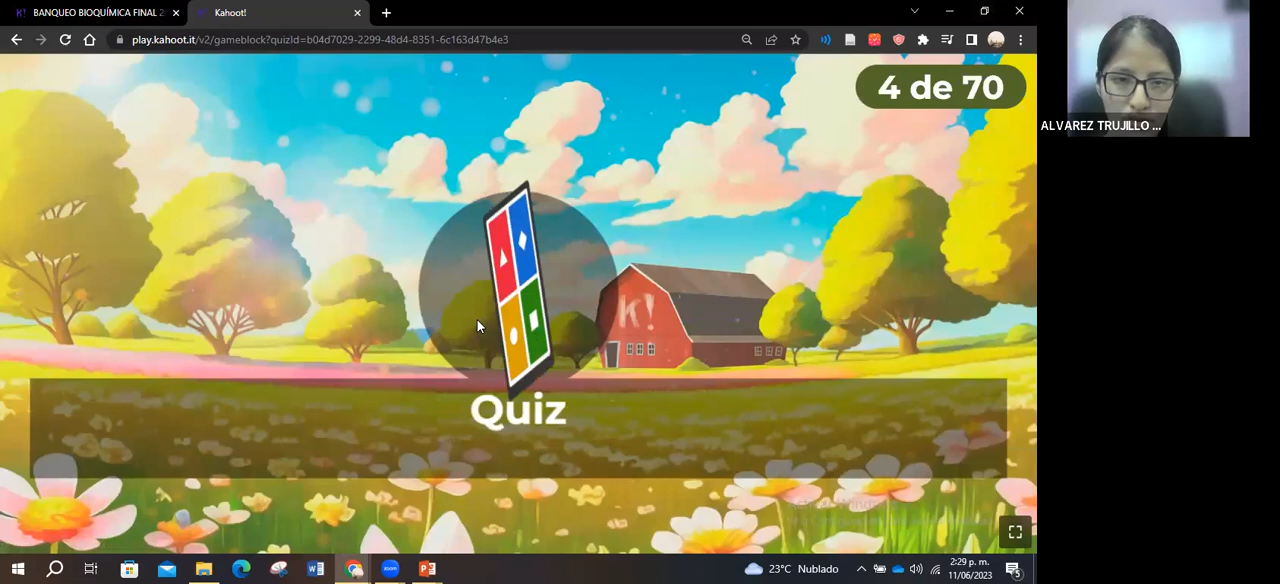 BANQUEO BIOQUÍMICA FINAL 2
Kahoot!
play.kahoot.it/v2/gameblock?quizId=b04d7029-2299-48d4-8351-6c163d47b4e3
4 de 70
ALVAREZ TRUJILLO ...
K!
Quiz
23°C Nublado
2:29 p. m.
11/06/2023
5